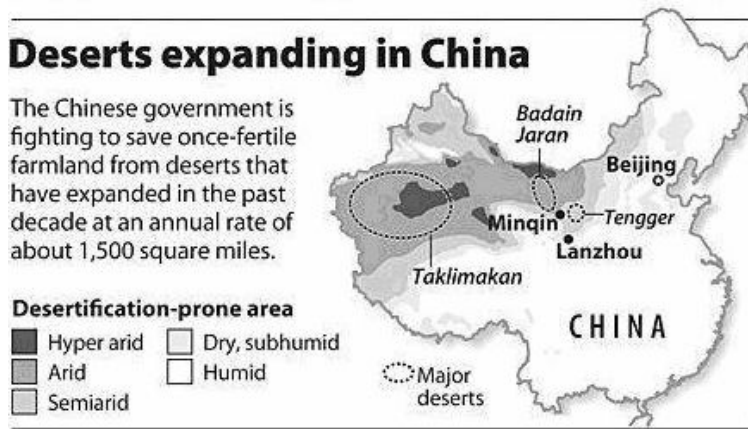 Deserts expanding in China
The Chinese government is
fighting to save once-fertile
farmland from deserts that
have expanded in the past
decade at an annual rate of
about 1,500 square miles.
Desertification-prone area
Hyper arid
Dry, subhumid
Arid
Humid
Semiarid
Badain
Jaran
Beijing
Minqin
Tengger
Lanzhou
Taklimakan
CHINA
Major
deserts